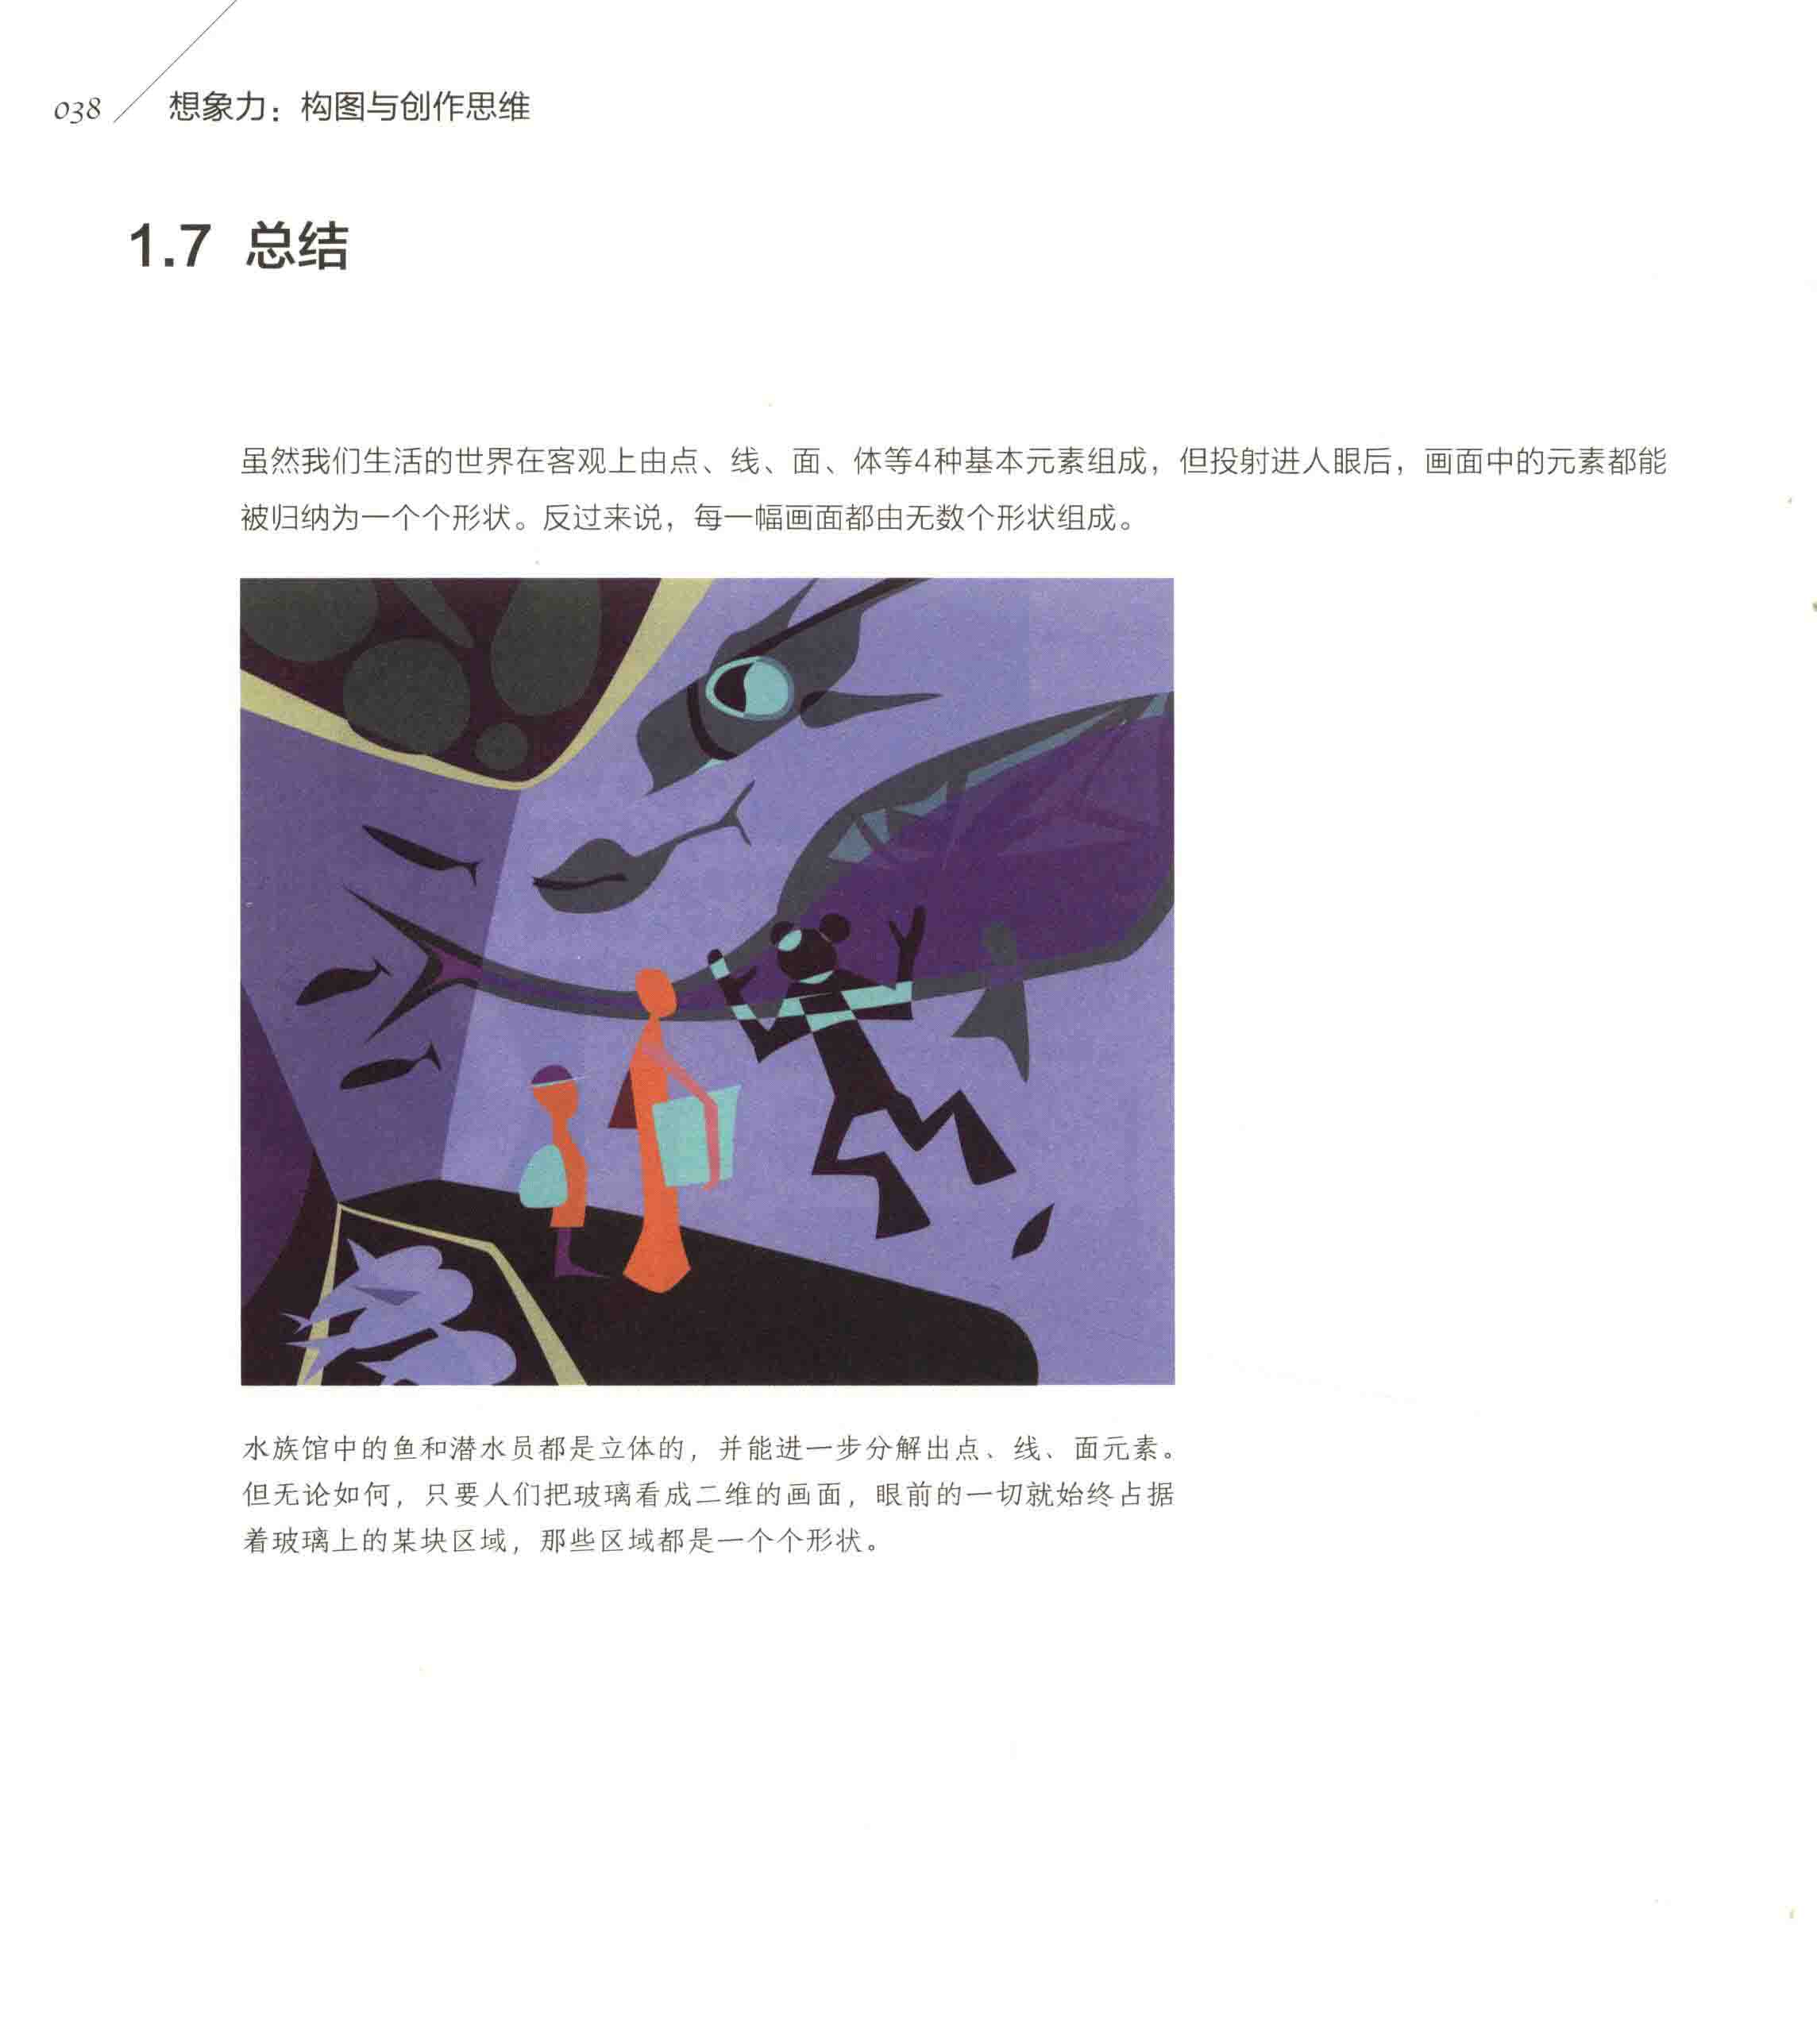 038
想象力：构图与创作思维
1.7 总结
虽然我们生活的世界在客观上由点、线、面、体等4种基本元素组成，但投射进人眼后，画面中的元素都能
被归纳为一个个形状。反过来说，每一幅画面都由无数个形状组成。
水族馆中的鱼和潜水员都是立体的，并能进一步分解出点、线、面元素。
但无论如何，只要人们把玻璃看成二维的画面，眼前的一切就始终占据
着玻璃上的某块区域，那些区域都是一个个形状。